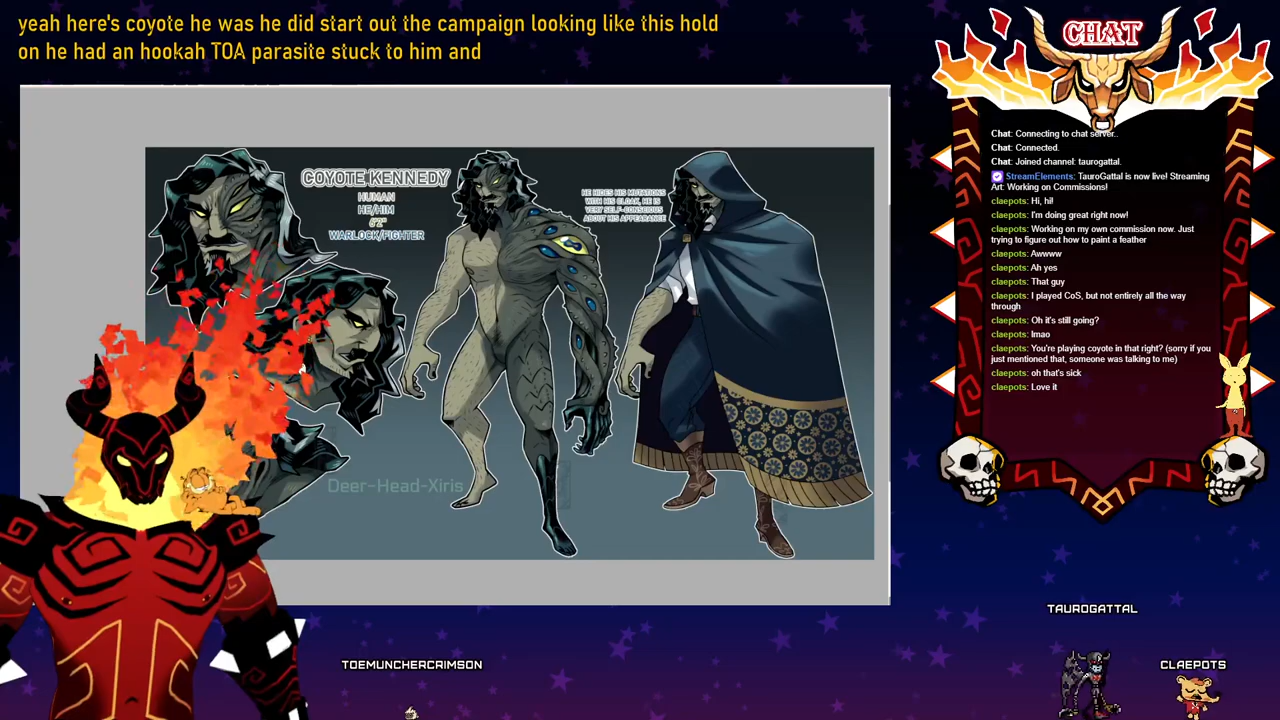 yeah here's coyote he was he did start out the campaign looking like this hold
on he had an hookah TOA parasite stuck to him and
COYOTE KENNEDY
HUMAN
HE/HIM
6'2"
WARLOCK/FIGHTER
HE HIDES HIS MUTATIONS
WITH HIS CLOAK, HE IS
VERY SELF-CONSCIOUS
ABOUT HIS APPEARANCE
Deer-Head-Xiris
CHAT
Chat: Connecting to chat server..
Chat: Connected.
Chat: Joined channel: taurogattal.
StreamElements: TauroGattal is now live! Streaming
Art: Working on Commissions!
claepots: Hi, hi!
claepots: I'm doing great right now!
claepots: Working on my own commission now. Just
trying to figure out how to paint a feather
claepots: Awwww
claepots: Ah yes
claepots: That guy
claepots: I played CoS, but not entirely all the way
through
claepots: Oh it's still going?
claepots: lmao
claepots: You're playing coyote in that right? (sorry if you
just mentioned that, someone was talking to me)
claepots: oh that's sick
claepots: Love it
TAUROGATTAL
TOEMUNCHERCRIMSON
CLAEPOTS